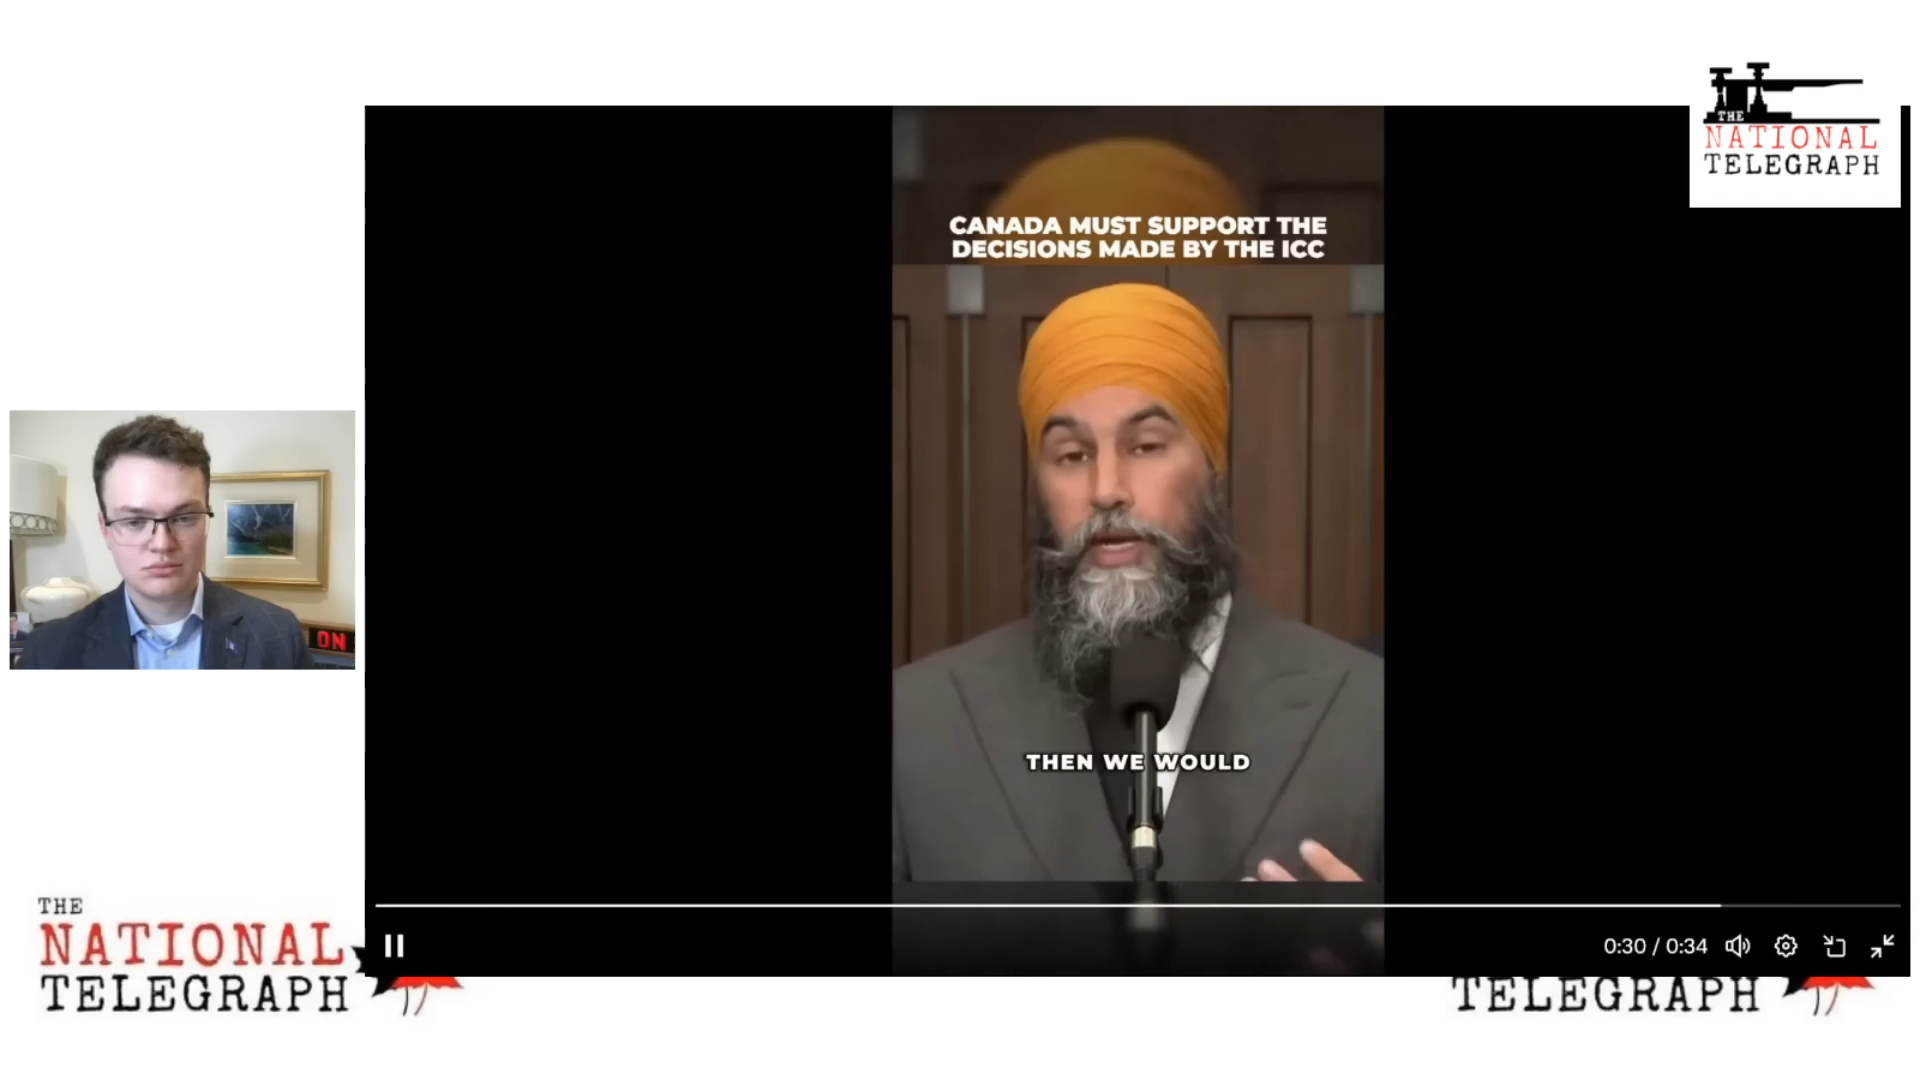 THE
NATIONAL
TELEGRAPH
CANADA MUST SUPPORT THE
DECISIONS MADE BY THE ICC
ON
THEN WE WOULD
THE
NATIONAL
TELEGRAPH
0:30 / 0:34
TELEGRAPH